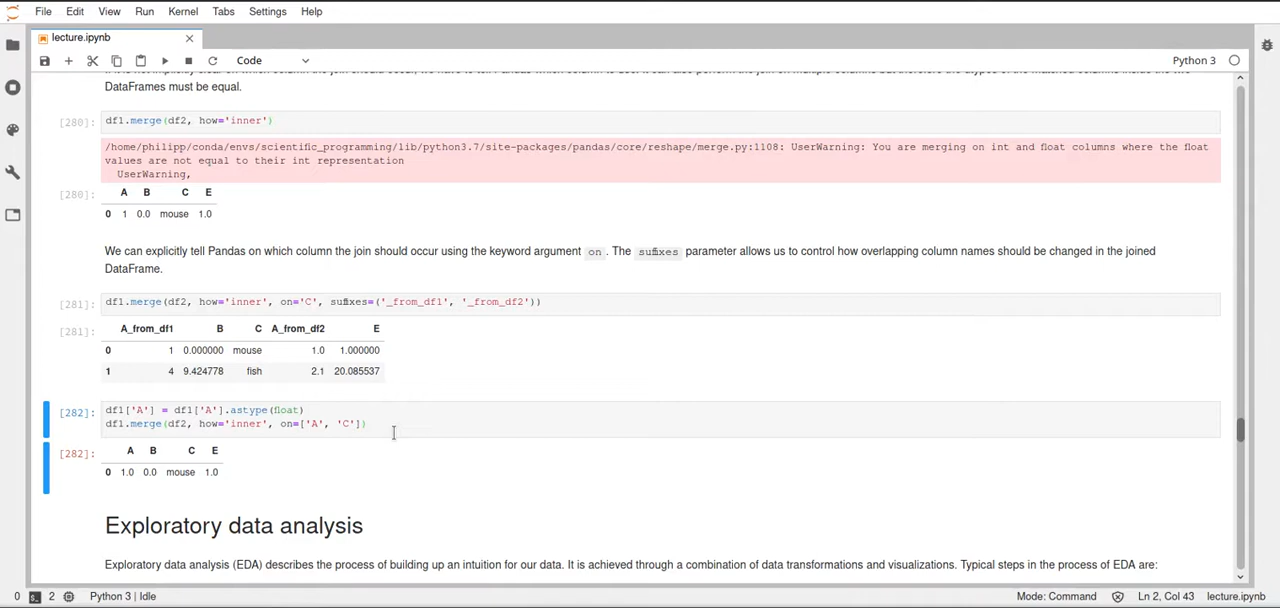 File Edit View Run Kernel Tabs Settings Help
lecture.ipynb
Code
Python 3
DataFrames must be equal.
[280]: df1.merge(df2, how='inner')
/home/philipp/conda/envs/scientific_programming/lib/python3.7/site-packages/pandas/core/reshape/merge.py:1108: UserWarning: You are merging on int and float columns where the float
values are not equal to their int representation
UserWarning,
[280]: A B C E
0 1 0.0 mouse 1.0
We can explicitly tell Pandas on which column the join should occur using the keyword argument on . The suffixes parameter allows us to control how overlapping column names should be changed in the joined
DataFrame.
[281]: df1.merge(df2, how='inner', on='C', suffixes=('_from_df1', '_from_df2'))
[281]: A_from_df1 B C A_from_df2 E
0 1 0.000000 mouse 1.0 1.000000
1 4 9.424778 fish 2.1 20.085537
[282]: df1['A'] = df1['A'].astype(float)
df1.merge(df2, how='inner', on=['A', 'C'])
[282]: A B C E
0 1.0 0.0 mouse 1.0
Exploratory data analysis
Exploratory data analysis (EDA) describes the process of building up an intuition for our data. It is achieved through a combination of data transformations and visualizations. Typical steps in the process of EDA are:
0 2 Python 3 | Idle Mode: Command Ln 2, Col 43 lecture.ipynb